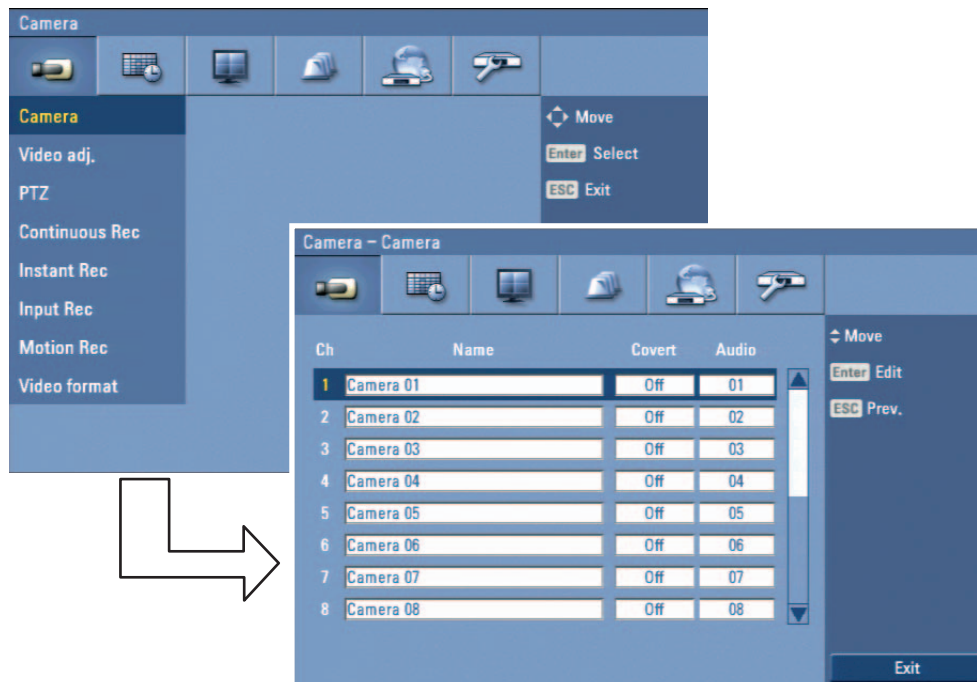 Camera
Camera
Video adj.
PTZ
Continuous Rec
Instant Rec
Input Rec
Motion Rec
Video format
Move
Enter Select
ESC Exit
Camera – Camera
Ch Name Covert Audio
1 Camera 01 Off 01
2 Camera 02 Off 02
3 Camera 03 Off 03
4 Camera 04 Off 04
5 Camera 05 Off 05
6 Camera 06 Off 06
7 Camera 07 Off 07
8 Camera 08 Off 08
Move
Enter Edit
ESC Prev.
Exit